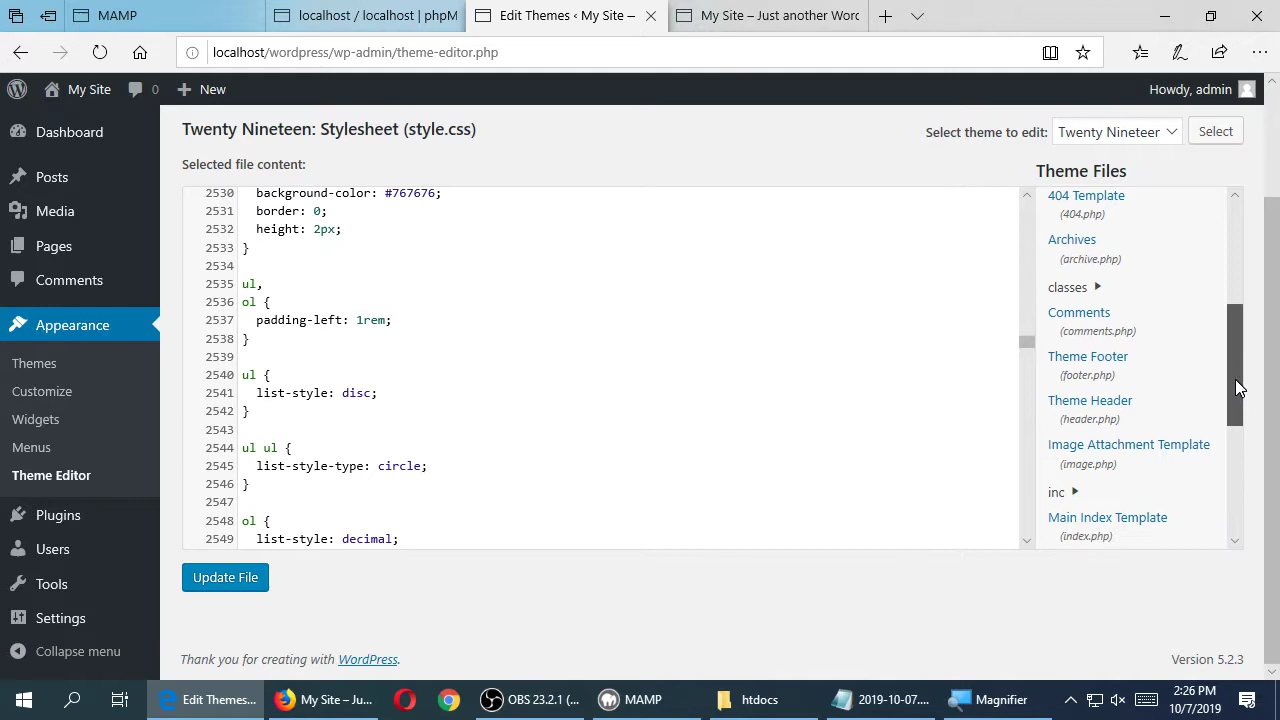 MAMP
localhost / localhost | phpM
Edit Themes ‹ My Site —
My Site – Just another Word
localhost/wordpress/wp-admin/theme-editor.php
My Site
0
New
Howdy, admin
Dashboard
Posts
Media
Pages
Comments
Appearance
Themes
Customize
Widgets
Menus
Theme Editor
Plugins
Users
Tools
Settings
Collapse menu
Twenty Nineteen: Stylesheet (style.css)
Select theme to edit:
Twenty Nineteen
Select
Selected file content:
2530 background-color: #767676;
2531 border: 0;
2532 height: 2px;
2533 }
2534
2535 ul,
2536 ol {
2537 padding-left: 1rem;
2538 }
2539
2540 ul {
2541 list-style: disc;
2542 }
2543
2544 ul ul {
2545 list-style-type: circle;
2546 }
2547
2548 ol {
2549 list-style: decimal;
Theme Files
404 Template
(404.php)
Archives
(archive.php)
classes
Comments
(comments.php)
Theme Footer
(footer.php)
Theme Header
(header.php)
Image Attachment Template
(image.php)
inc
Main Index Template
(index.php)
Update File
Thank you for creating with WordPress.
Version 5.2.3
Edit Themes...
My Site – Ju...
OBS 23.2.1 (...
MAMP
htdocs
2019-10-07....
Magnifier
2:26 PM
10/7/2019